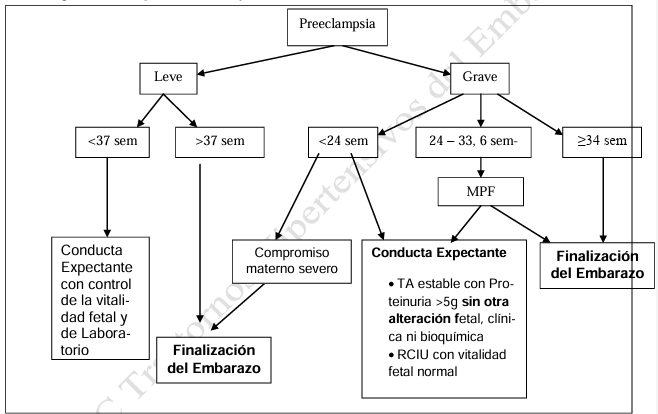 Preeclampsia
Leve
Grave
<37 sem
>37 sem
<24 sem
24 – 33, 6 sem-
≥34 sem
MPF
Conducta
Expectante
con control
de la vitali-
dad fetal y
de Labora-
torio
Compromiso
materno severo
Conducta Expectante
• TA estable con Pro-
teinuria >5g sin otra
alteración fetal, clíni-
ca ni bioquímica
• RCIU con vitalidad
fetal normal
Finalización
del Embarazo
Finalización
del Embarazo